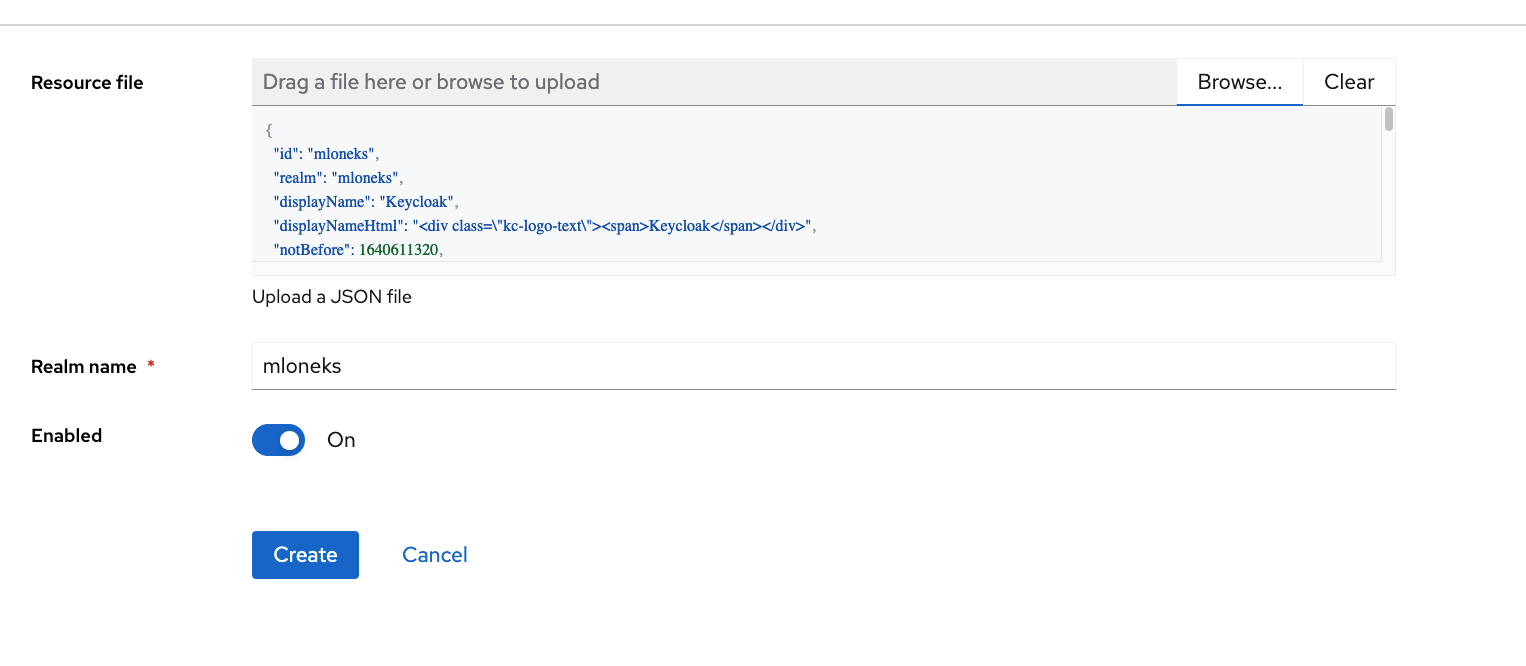 Resource file
Drag a file here or browse to upload
Browse...
Clear
{
"id": "mloneks",
"realm": "mloneks",
"displayName": "Keycloak",
"displayNameHtml": "<div class=\"kc-logo-text\"><span>Keycloak</span></div>",
"notBefore": 1640611320,
Upload a JSON file
Realm name *
mloneks
Enabled
On
Create
Cancel